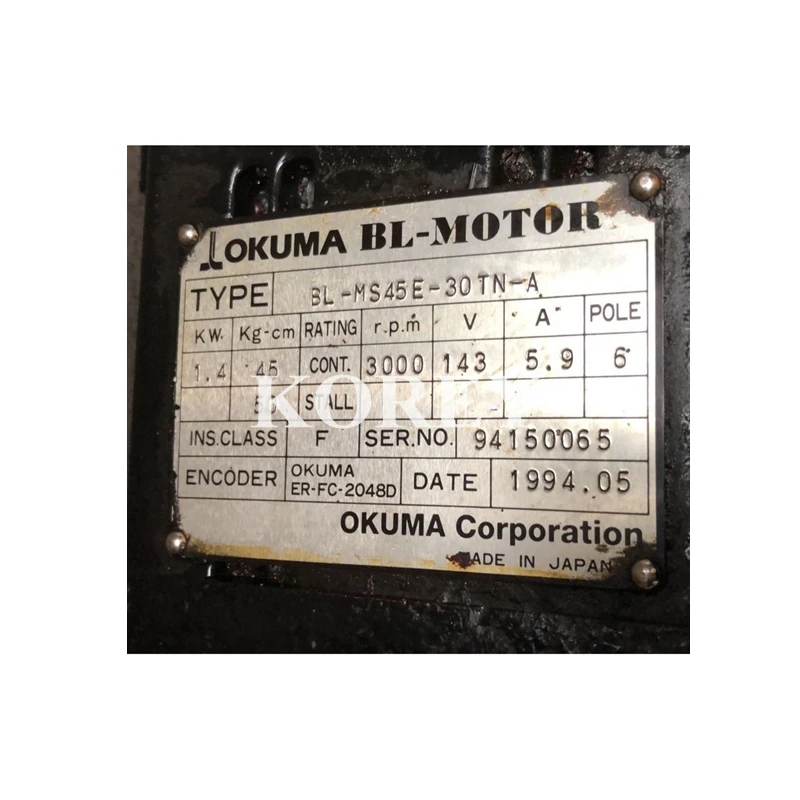 OKUMA BL-MOTOR
TYPE BL-MS45E-30TN-A
KW. Kg-cm RATING r.p.m V A POLE
1.4 45 CONT. 3000 143 5.9 6
STALL
INS.CLASS F SER.NO. 94150065
ENCODER OKUMA ER-FC-2048D DATE 1994.05
OKUMA Corporation
MADE IN JAPAN
KOREY